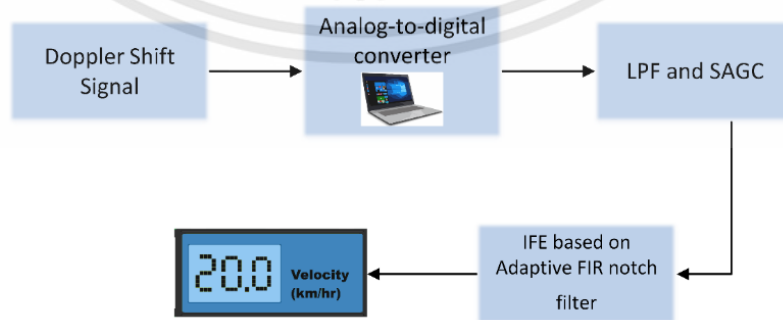 Doppler Shift
Signal
Analog-to-digital
converter
LPF and SAGC
IFE based on
Adaptive FIR notch
filter
20.0 Velocity
(km/hr)